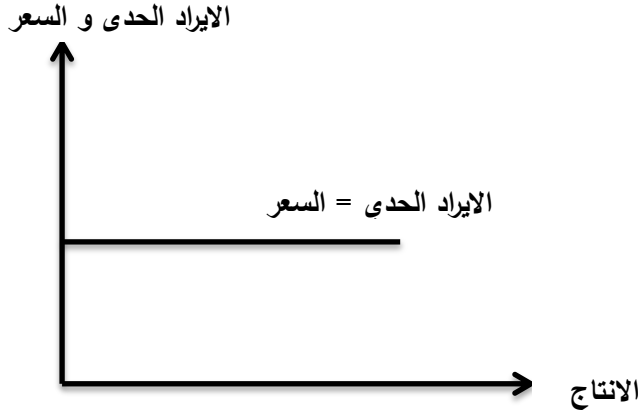 الايراد الحدى و السعر
الايراد الحدى = السعر
الانتاج